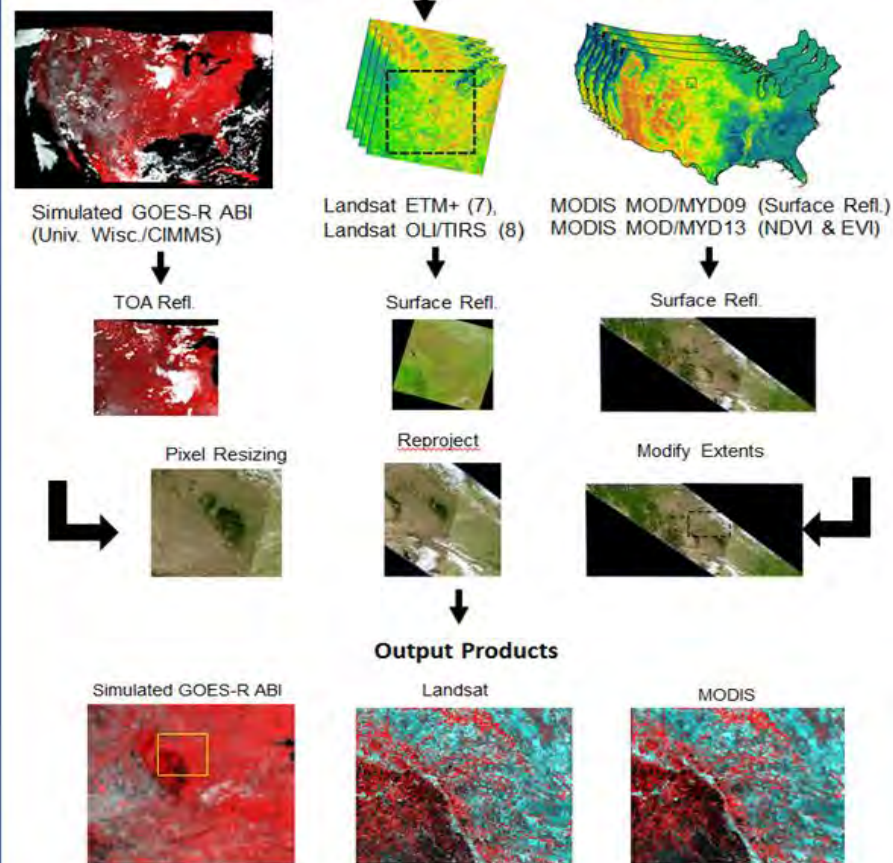 Simulated GOES-R ABI
(Univ. Wisc./CIMMS)
Landsat ETM+ (7),
Landsat OLI/TIRS (8)
MODIS MOD/MYD09 (Surface Refl.)
MODIS MOD/MYD13 (NDVI & EVI)
TOA Refl.
Surface Refl.
Surface Refl.
Pixel Resizing
Reproject
Modify Extents
Output Products
Simulated GOES-R ABI
Landsat
MODIS